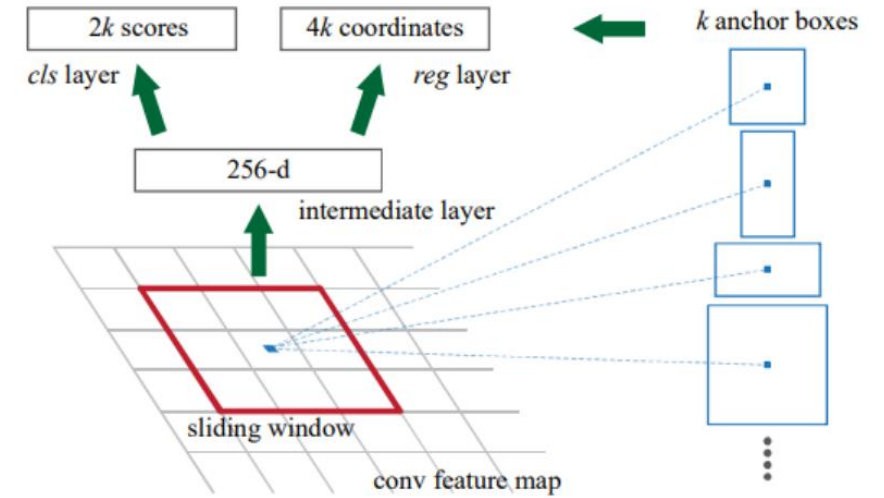 2k scores
4k coordinates
k anchor boxes
cls layer
reg layer
256-d
intermediate layer
sliding window
conv feature map